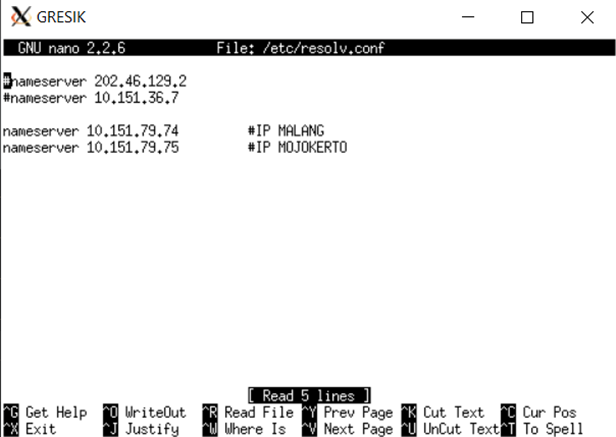 GRESIK
GNU nano 2.2.6 File: /etc/resolv.conf
#nameserver 202.46.129.2
#nameserver 10.151.36.7
nameserver 10.151.79.74 #IP MALANG
nameserver 10.151.79.75 #IP MOJOKERTO
[ Read 5 lines ]
^G Get Help ^O WriteOut ^R Read File ^Y Prev Page ^K Cut Text ^C Cur Pos
^X Exit ^J Justify ^W Where Is ^V Next Page ^U UnCut Text ^T To Spell